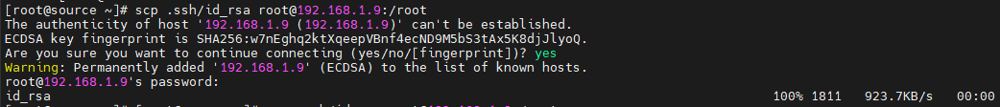 [root@source ~]# scp .ssh/id_rsa root@192.168.1.9:/root
The authenticity of host '192.168.1.9 (192.168.1.9)' can't be established.
ECDSA key fingerprint is SHA256:w7nEghq2ktXqeepVBnf4ecND9M5bS3tAx5K8djJlyoQ.
Are you sure you want to continue connecting (yes/no/[fingerprint])? yes
Warning: Permanently added '192.168.1.9' (ECDSA) to the list of known hosts.
root@192.168.1.9's password:
id_rsa 100% 1811 923.7KB/s 00:00